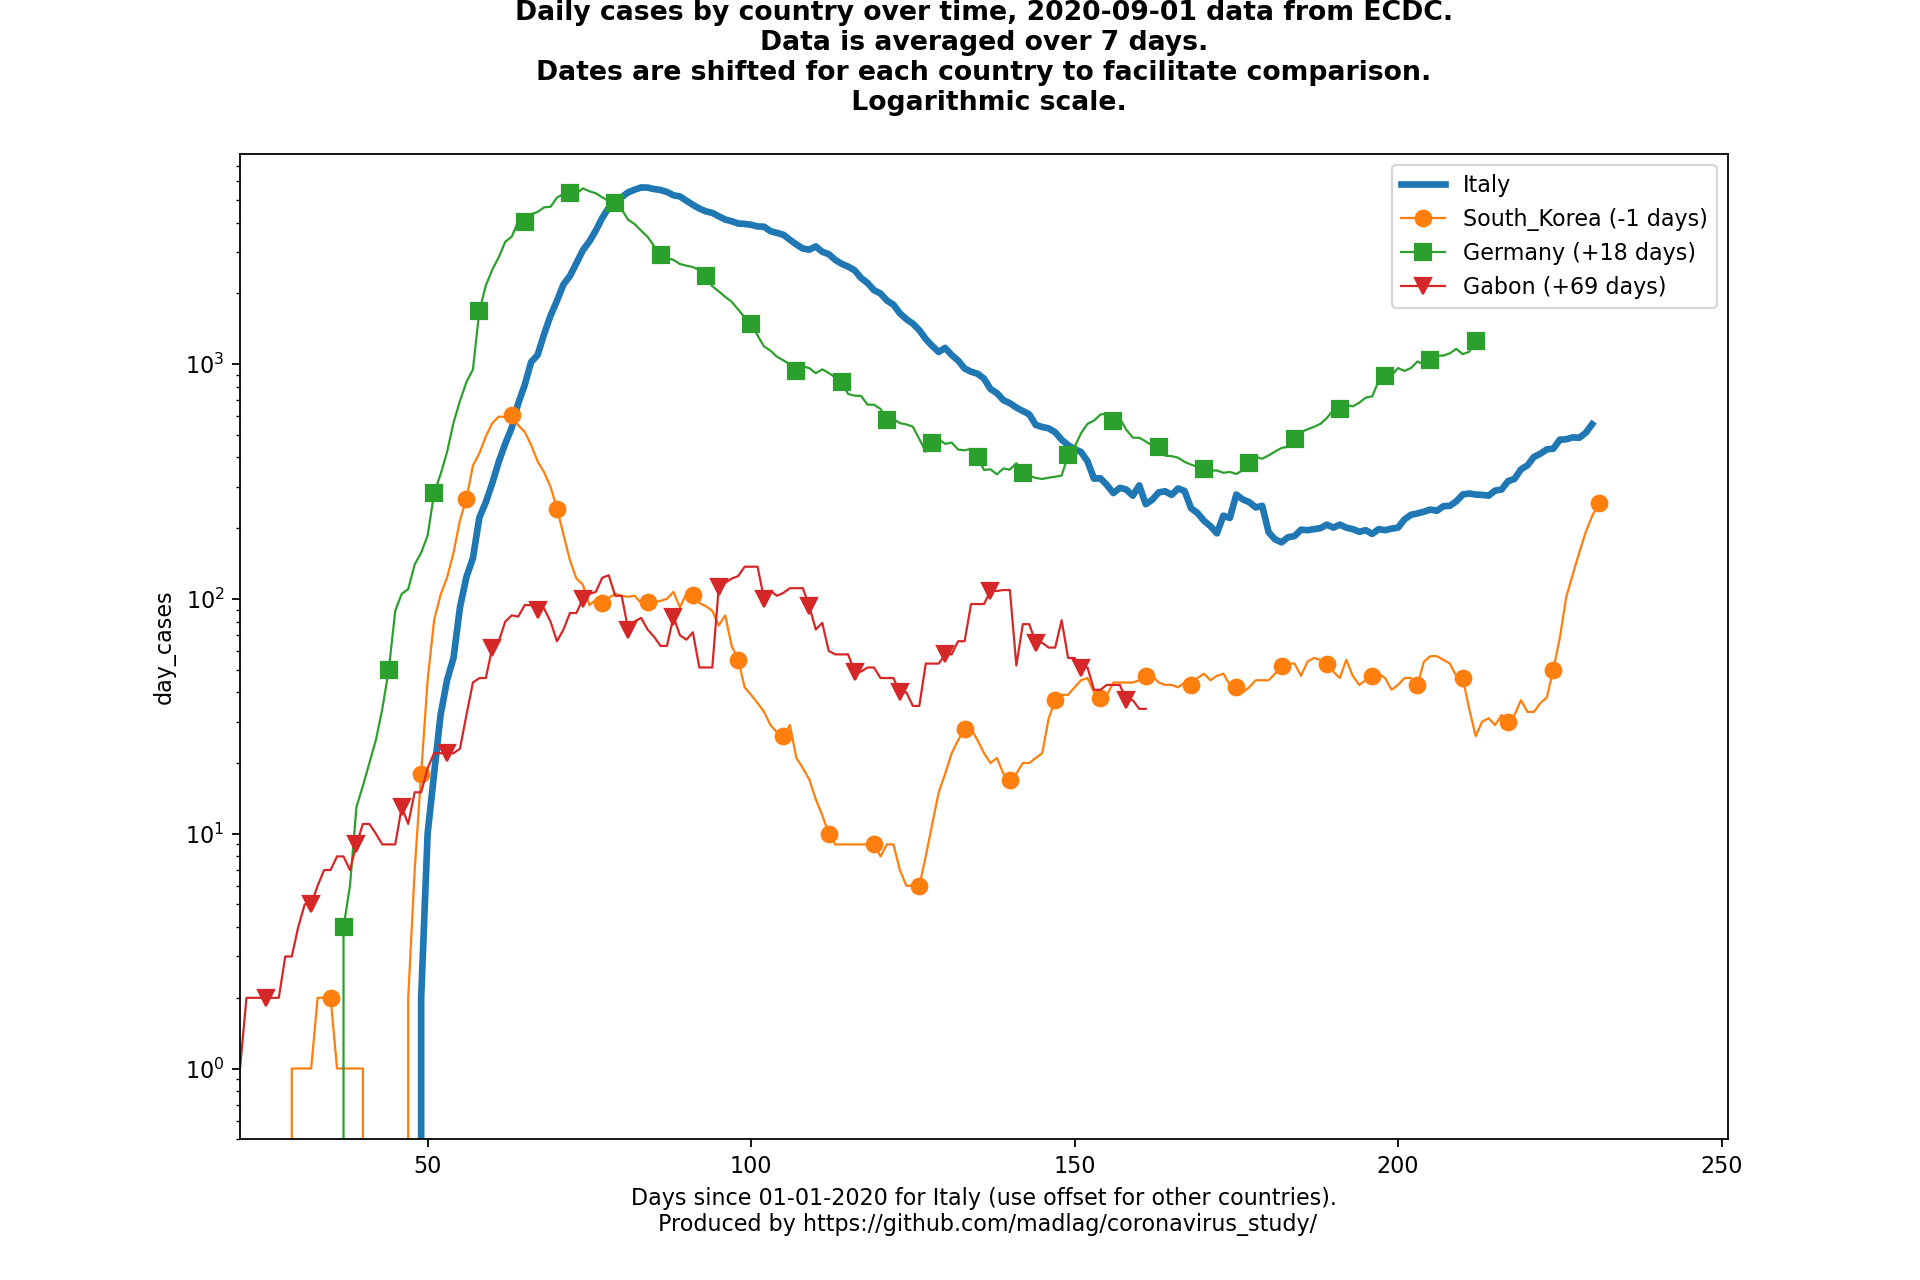 Daily cases by country over time, 2020-09-01 data from ECDC.
Data is averaged over 7 days.
Dates are shifted for each country to facilitate comparison.
Logarithmic scale.
Italy
South_Korea (-1 days)
Germany (+18 days)
Gabon (+69 days)
day_cases
10³
10²
10¹
10⁰
50
100
150
200
250
Days since 01-01-2020 for Italy (use offset for other countries).
Produced by https://github.com/madlag/coronavirus_study/